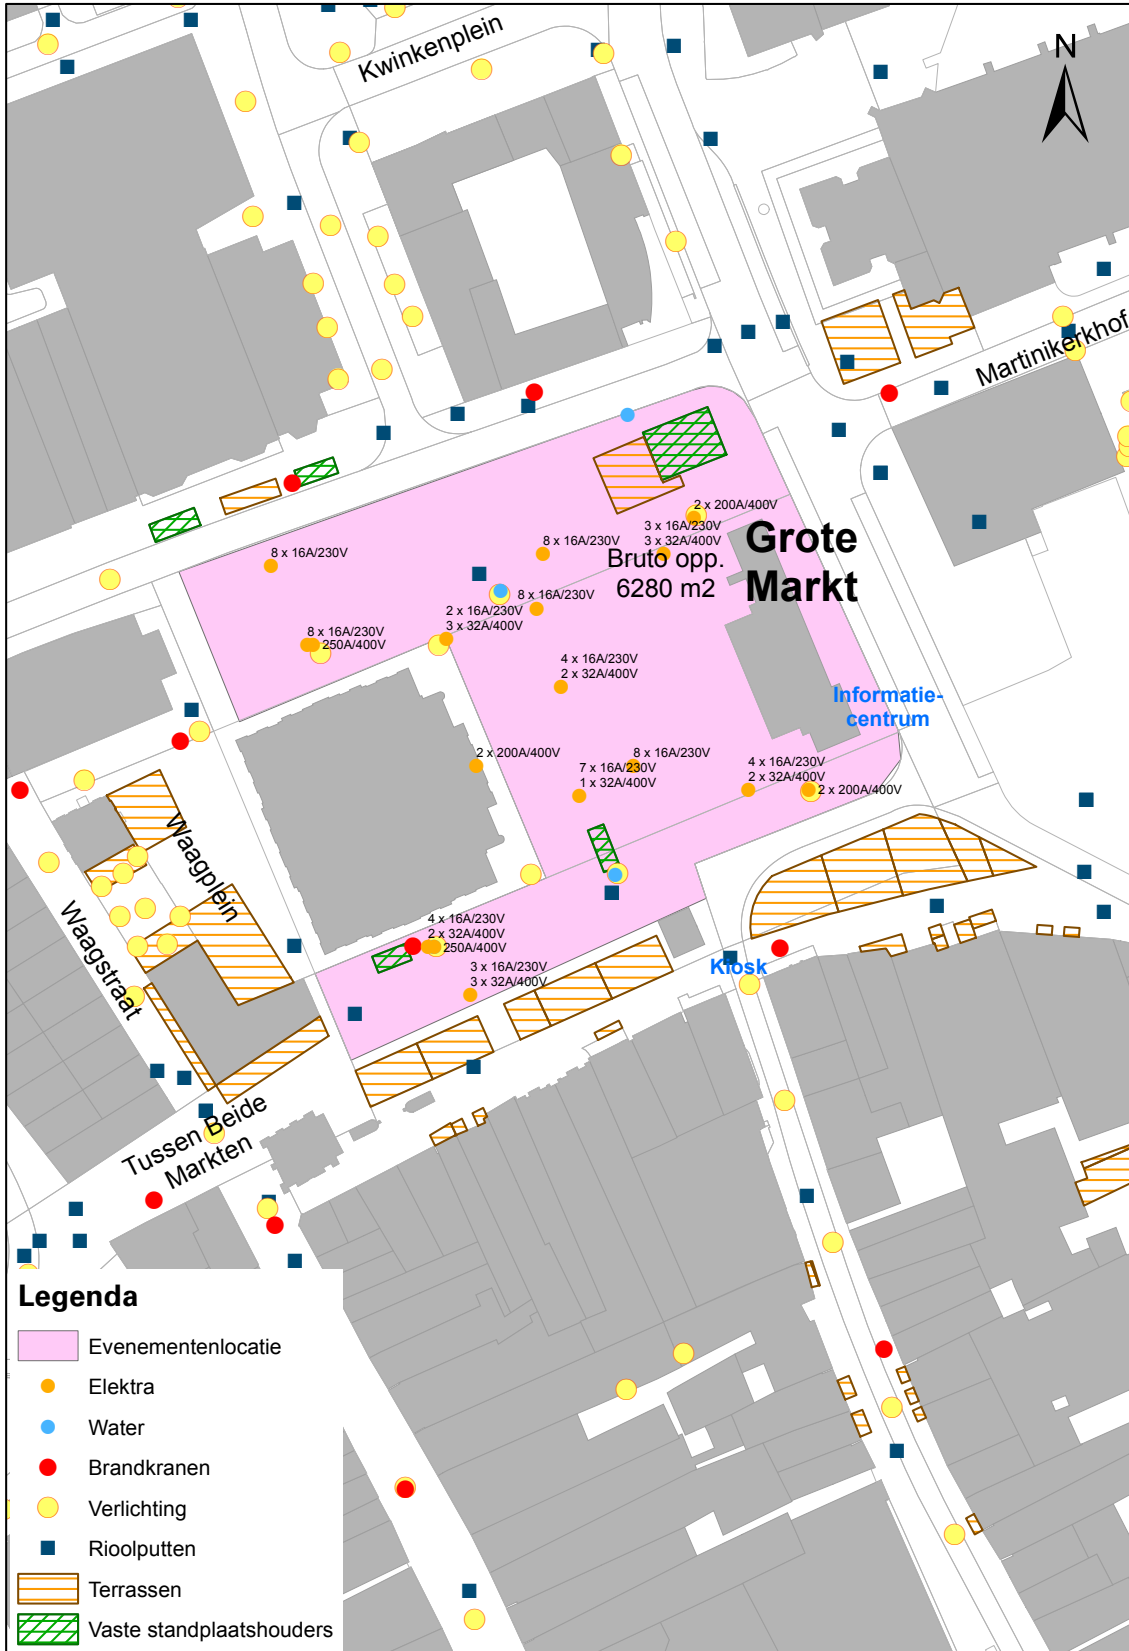 Kwinkenplein
N
Martinikerkhof
2 x 200A/400V
3 x 16A/230V
3 x 32A/400V
Grote
Markt
8 x 16A/230V
8 x 16A/230V
Bruto opp.
6280 m2
8 x 16A/230V
2 x 16A/230V
3 x 32A/400V
8 x 16A/230V
250A/400V
4 x 16A/230V
2 x 32A/400V
Informatie-
centrum
2 x 200A/400V
8 x 16A/230V
7 x 16A/230V
1 x 32A/400V
4 x 16A/230V
2 x 32A/400V
2 x 200A/400V
Waagplein
Waagstraat
4 x 16A/230V
2 x 32A/400V
250A/400V
3 x 16A/230V
3 x 32A/400V
Kiosk
Tussen Beide
Markten
Legenda
Evenementenlocatie
Elektra
Water
Brandkranen
Verlichting
Rioolputten
Terrassen
Vaste standplaatshouders